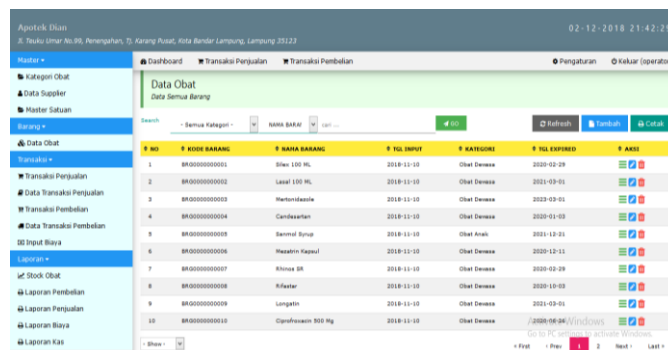 Apotek Dian
02-12-2018 21:42:29
Jl. Teuku Umar No.99, Penengahan, Tj. Karang Pusat, Kota Bandar Lampung, Lampung 35123
Master
Dashboard Transaksi Penjualan Transaksi Pembelian Pengaturan Keluar (operator
Kategori Obat
Data Supplier
Master Satuan
Barang
Data Obat
Transaksi
Transaksi Penjualan
Data Transaksi Penjualan
Transaksi Pembelian
Data Transaksi Pembelian
Input Biaya
Laporan
Stock Obat
Laporan Pembelian
Laporan Penjualan
Laporan Biaya
Laporan Kas
Data Obat
Data Semua Barang
Search - Semua Kategori - NAMA BARAN cari ... GO Refresh Tambah Cetak
NO KODE BARANG NAMA BARANG TGL INPUT KATEGORI TGL EXPIRED AKSI
1 BRG0000000001 Silex 100 ML 2018-11-10 Obat Dewasa 2020-02-29
2 BRG0000000002 Lasal 100 ML 2018-11-10 Obat Dewasa 2021-03-01
3 BRG0000000003 Mertonidazole 2018-11-10 Obat Dewasa 2023-03-01
4 BRG0000000004 Candesartan 2018-11-10 Obat Dewasa 2020-01-03
5 BRG0000000005 Sanmol Syrup 2018-11-10 Obat Anak 2021-12-21
6 BRG0000000006 Mezatrin Kapsul 2018-11-10 Obat Dewasa 2020-12-11
7 BRG0000000007 Rhinos SR 2018-11-10 Obat Dewasa 2020-02-29
8 BRG0000000008 Rifastar 2018-11-10 Obat Dewasa 2020-10-03
9 BRG0000000009 Longatin 2018-11-10 Obat Dewasa 2021-03-01
10 BRG0000000010 Ciprofloxacin 500 Mg 2018-11-10 Obat Dewasa
Activate Windows
Go to PC settings to activate Windows.
- Show - « First ‹ Prev 1 2 Next › Last »